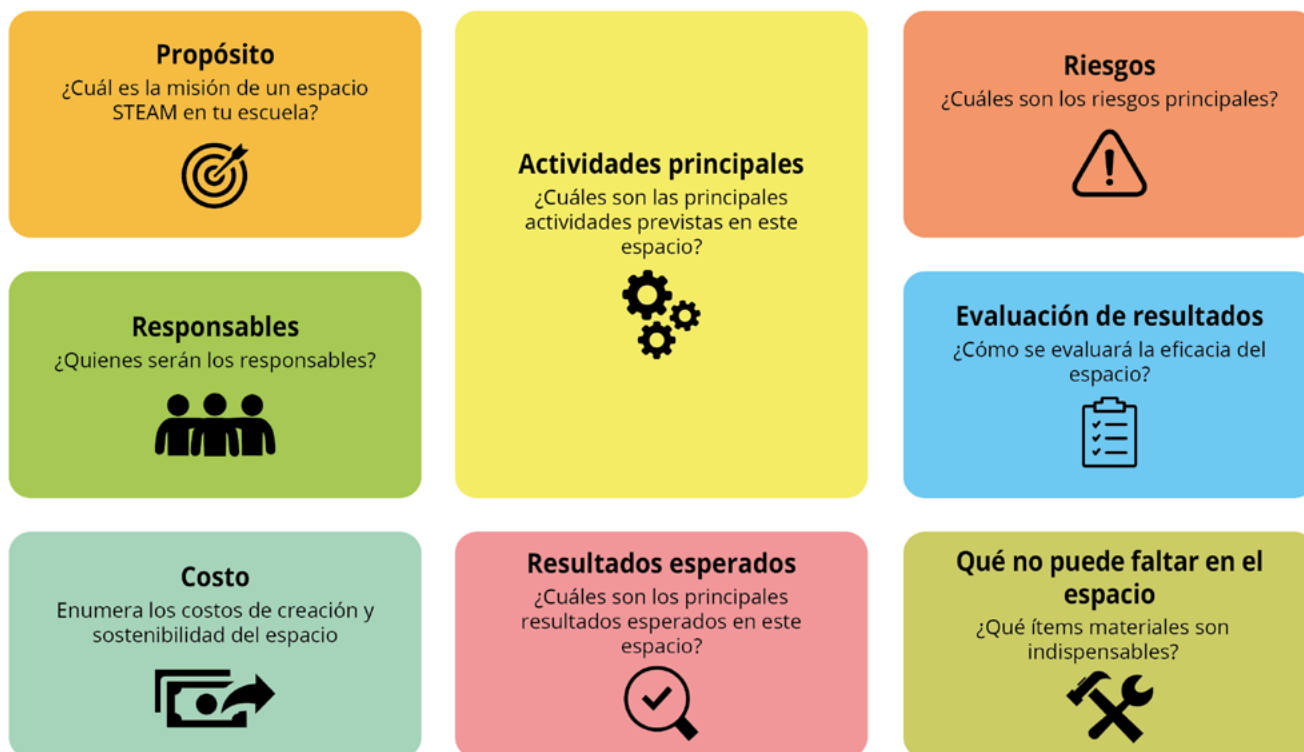 Propósito
¿Cuál es la misión de un espacio
STEAM en tu escuela?
Actividades principales
¿Cuáles son las principales
actividades previstas en este
espacio?
Riesgos
¿Cuáles son los riesgos principales?
Responsables
¿Quienes serán los responsables?
Evaluación de resultados
¿Cómo se evaluará la eficacia del
espacio?
Costo
Enumera los costos de creación y
sostenibilidad del espacio
Resultados esperados
¿Cuáles son los principales
resultados esperados en este
espacio?
Qué no puede faltar en el
espacio
¿Qué ítems materiales son
indispensables?